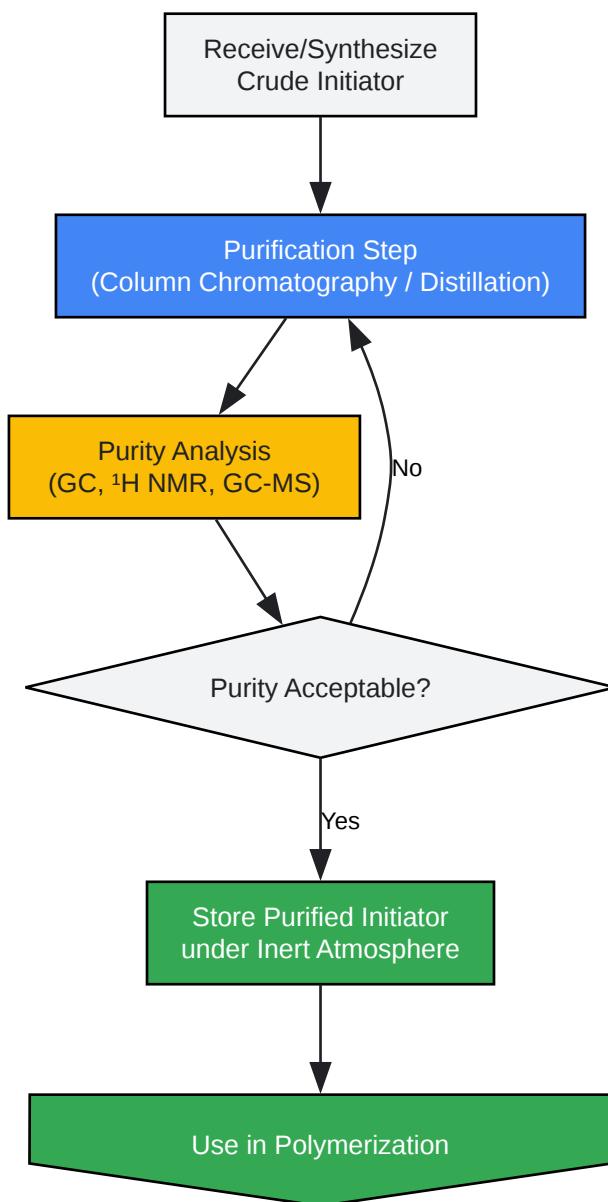 Receive/Synthesize
Crude Initiator
Purification Step
(Column Chromatography / Distillation)
Purity Analysis
(GC, ¹H NMR, GC-MS)
No
Purity Acceptable?
Yes
Store Purified Initiator
under Inert Atmosphere
Use in Polymerization